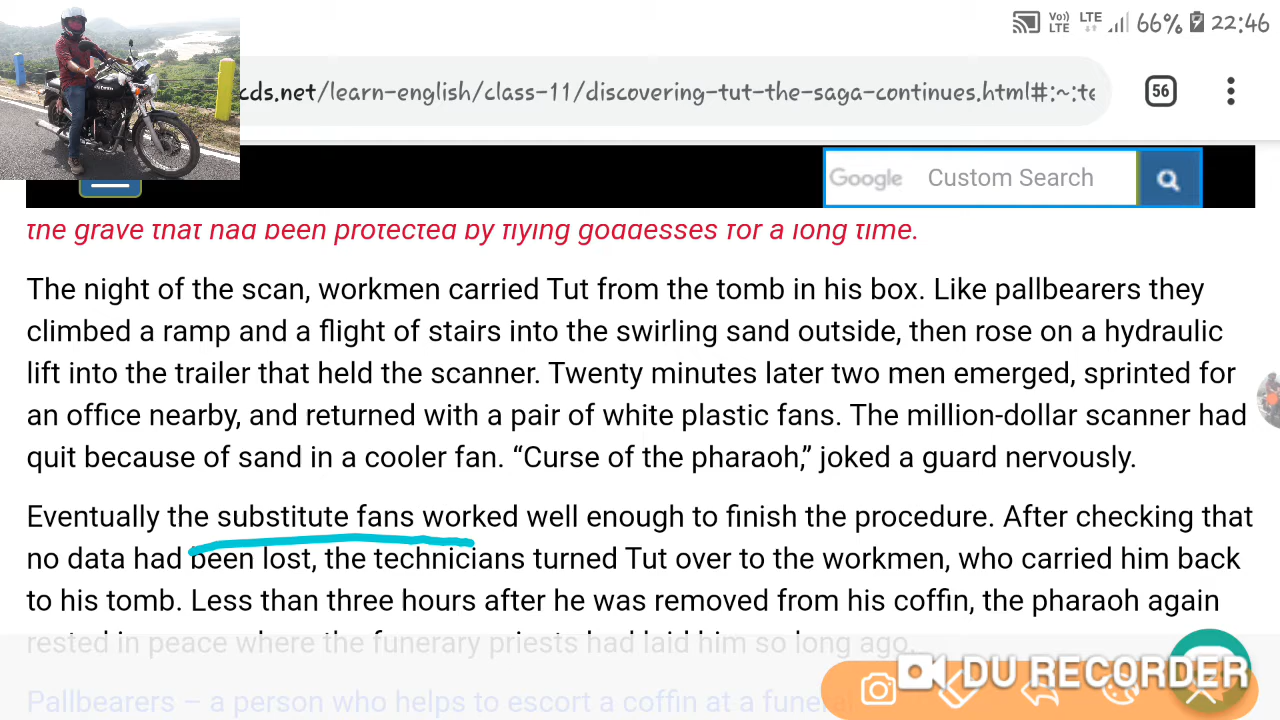 Vo)) LTE LTE 66% 22:46
cds.net/learn-english/class-11/discovering-tut-the-saga-continues.html#:~:te
56
Google Custom Search
the grave that had been protected by flying goddesses for a long time.
The night of the scan, workmen carried Tut from the tomb in his box. Like pallbearers they
climbed a ramp and a flight of stairs into the swirling sand outside, then rose on a hydraulic
lift into the trailer that held the scanner. Twenty minutes later two men emerged, sprinted for
an office nearby, and returned with a pair of white plastic fans. The million-dollar scanner had
quit because of sand in a cooler fan. “Curse of the pharaoh,” joked a guard nervously.
Eventually the substitute fans worked well enough to finish the procedure. After checking that
no data had been lost, the technicians turned Tut over to the workmen, who carried him back
to his tomb. Less than three hours after he was removed from his coffin, the pharaoh again
rested in peace where the funerary priests had laid him so long ago.
DU RECORDER
Pallbearers – a person who helps to escort a coffin at a funeral